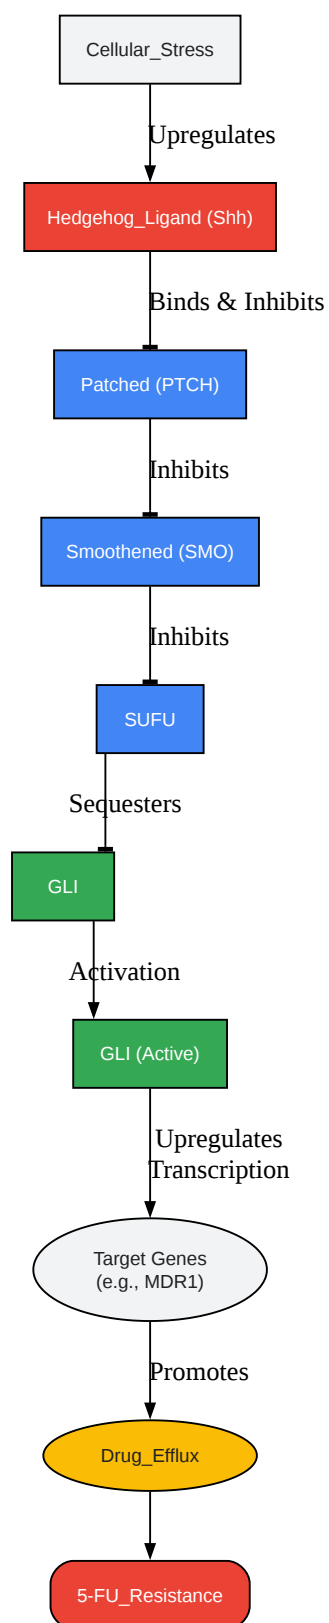 Cellular_Stress
Upregulates
Hedgehog_Ligand (Shh)
Binds & Inhibits
Patched (PTCH)
Inhibits
Smoothened (SMO)
Inhibits
SUFU
Sequesters
GLI
Activation
GLI (Active)
Upregulates
Transcription
Target Genes
(e.g., MDR1)
Promotes
Drug_Efflux
5-FU_Resistance